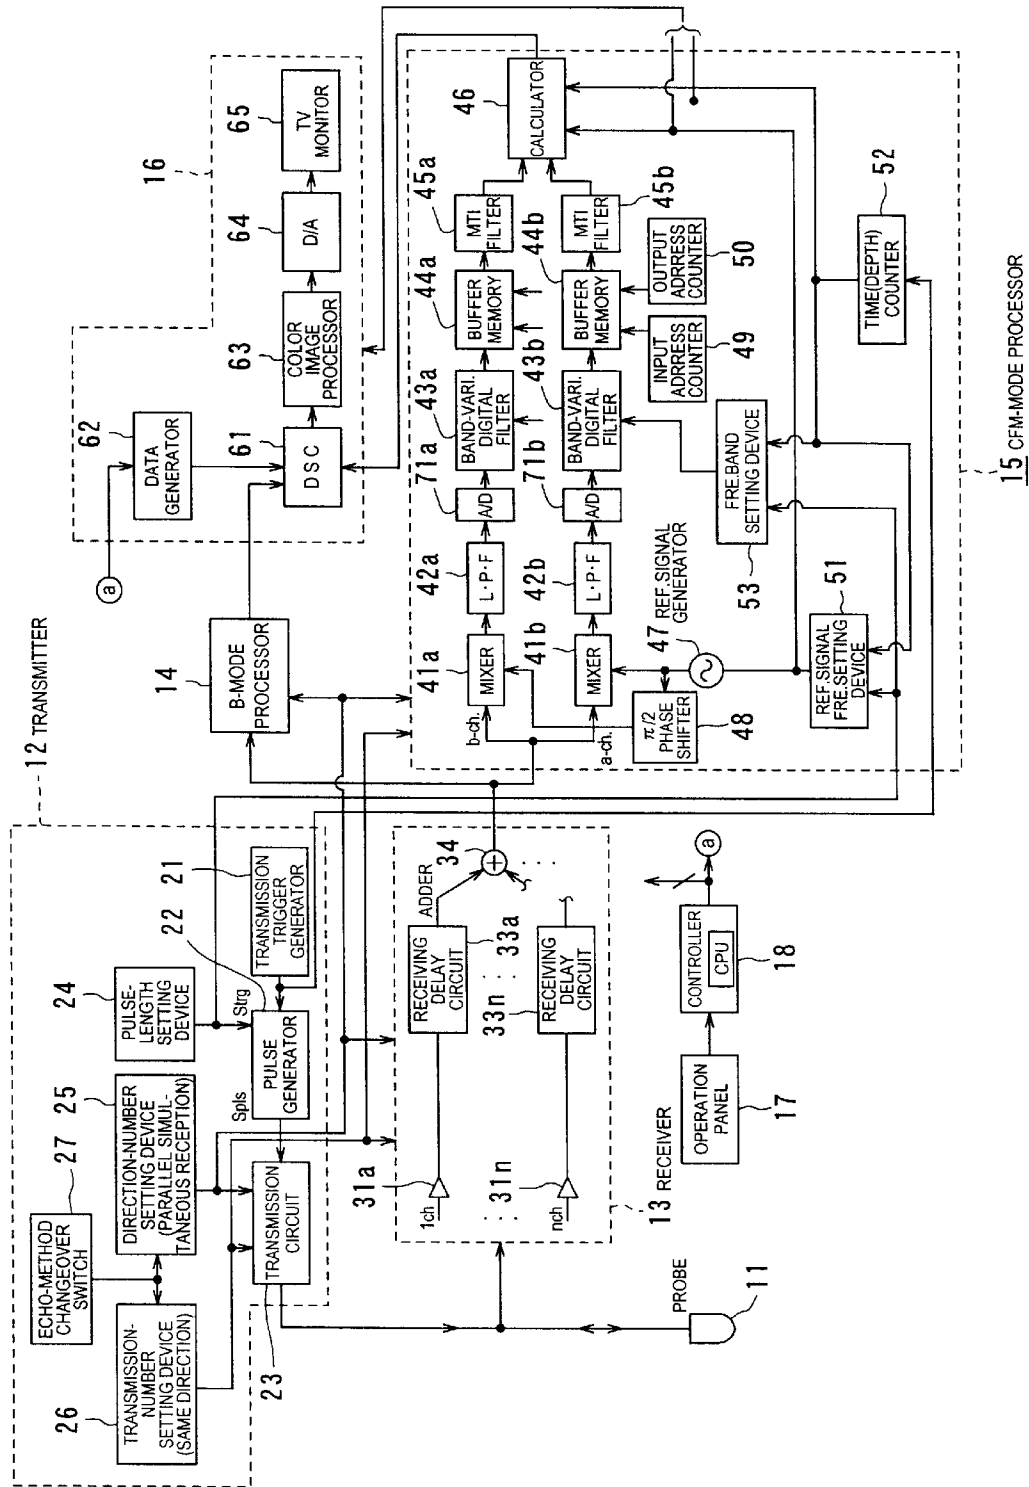 12 TRANSMITTER
27
ECHO-METHOD
CHANGEOVER
SWITCH
26
TRANSMISSION-
NUMBER
SETTING DEVICE
(SAME DIRECTION)
25
DIRECTION-NUMBER
SETTING DEVICE
(PARALLEL SIMUL-
TANEOUS RECEPTION)
24
PULSE-
LENGTH
SETTING
DEVICE
22
21
Strg
Spls
23
TRANSMISSION
CIRCUIT
PULSE
GENERATOR
TRANSMISSION
TRIGGER
GENERATOR
14
B-MODE
PROCESSOR
a
16
62
DATA
GENERATOR
61
DSC
63
COLOR
IMAGE
PROCESSOR
64
D/A
65
TV
MONITOR
PROBE
11
13 RECEIVER
1ch
31a
RECEIVING
DELAY
CIRCUIT
33a
ADDER
34
nch
31n
33n
RECEIVING
DELAY
CIRCUIT
OPERATION
PANEL
17
CONTROLLER
CPU
18
a
b-ch.
a-ch.
41a
MIXER
42a
L·P·F
71a
A/D
43a
BAND-VARI.
DIGITAL
FILTER
44a
BUFFER
MEMORY
45a
MTI
FILTER
46
CALCULATOR
41b
MIXER
42b
L·P·F
71b
A/D
43b
BAND-VARI.
DIGITAL
FILTER
44b
BUFFER
MEMORY
MTI
FILTER
45b
π/2
PHASE
SHIFTER
48
47 REF.SIGNAL
GENERATOR
INPUT
ADRRESS
COUNTER
49
OUTPUT
ADRRESS
COUNTER
50
REF.SIGNAL
FRE.SETTING
DEVICE
51
FRE.BAND
SETTING DEVICE
53
TIME(DEPTH)
COUNTER
52
15 CFM-MODE PROCESSOR